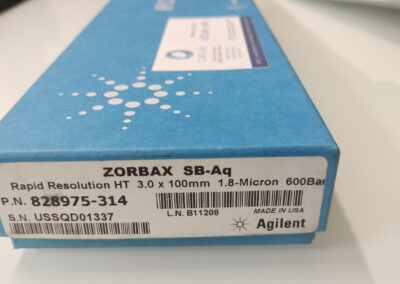 ZORBAX SB-Aq
Rapid Resolution HT 3.0 x 100mm 1.8-Micron 600Bar
P.N. 828975-314
S.N. USSQD01337
L.N. B11208
MADE IN USA
Agilent